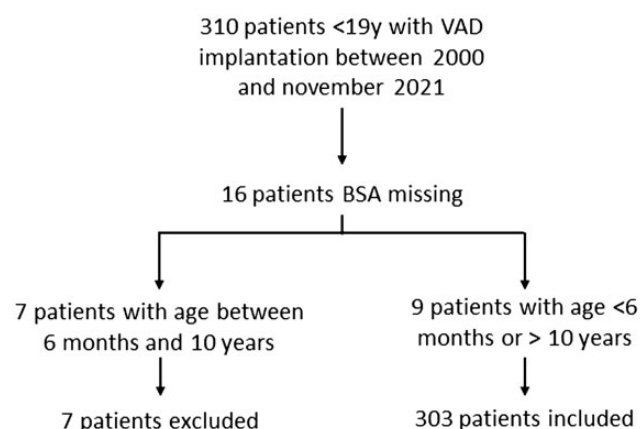 310 patients <19y with VAD
implantation between 2000
and november 2021
16 patients BSA missing
7 patients with age between
6 months and 10 years
9 patients with age <6
months or > 10 years
7 patients excluded
303 patients included